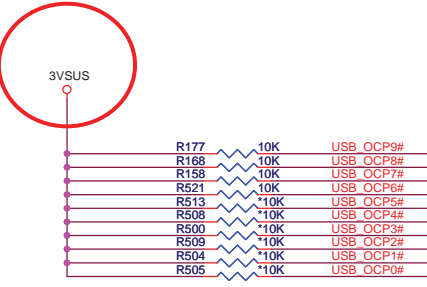 3VSUS
R177 10K USB_OCP9#
R168 10K USB_OCP8#
R158 10K USB_OCP7#
R521 10K USB_OCP6#
R513 *10K USB_OCP5#
R508 *10K USB_OCP4#
R500 *10K USB_OCP3#
R509 *10K USB_OCP2#
R504 *10K USB_OCP1#
R505 *10K USB_OCP0#